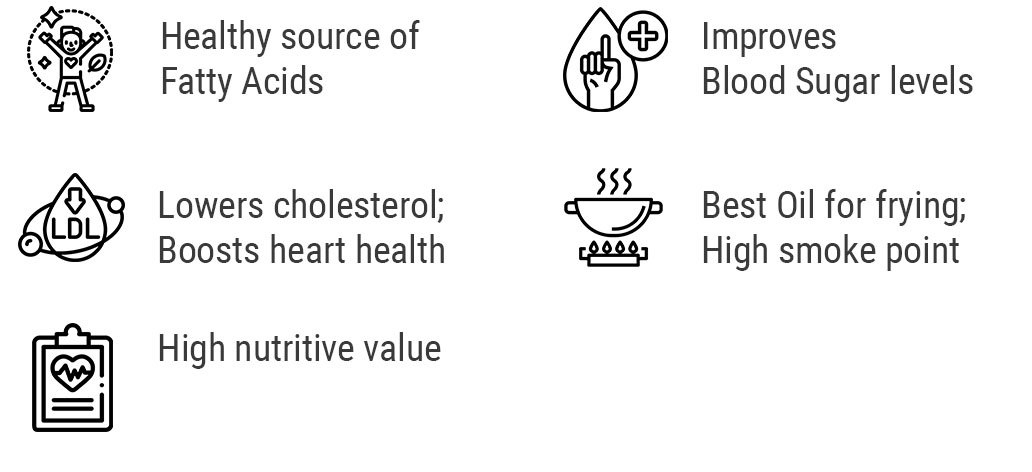 Healthy source of
Fatty Acids
Improves
Blood Sugar levels
LDL
Lowers cholesterol;
Boosts heart health
Best Oil for frying;
High smoke point
High nutritive value